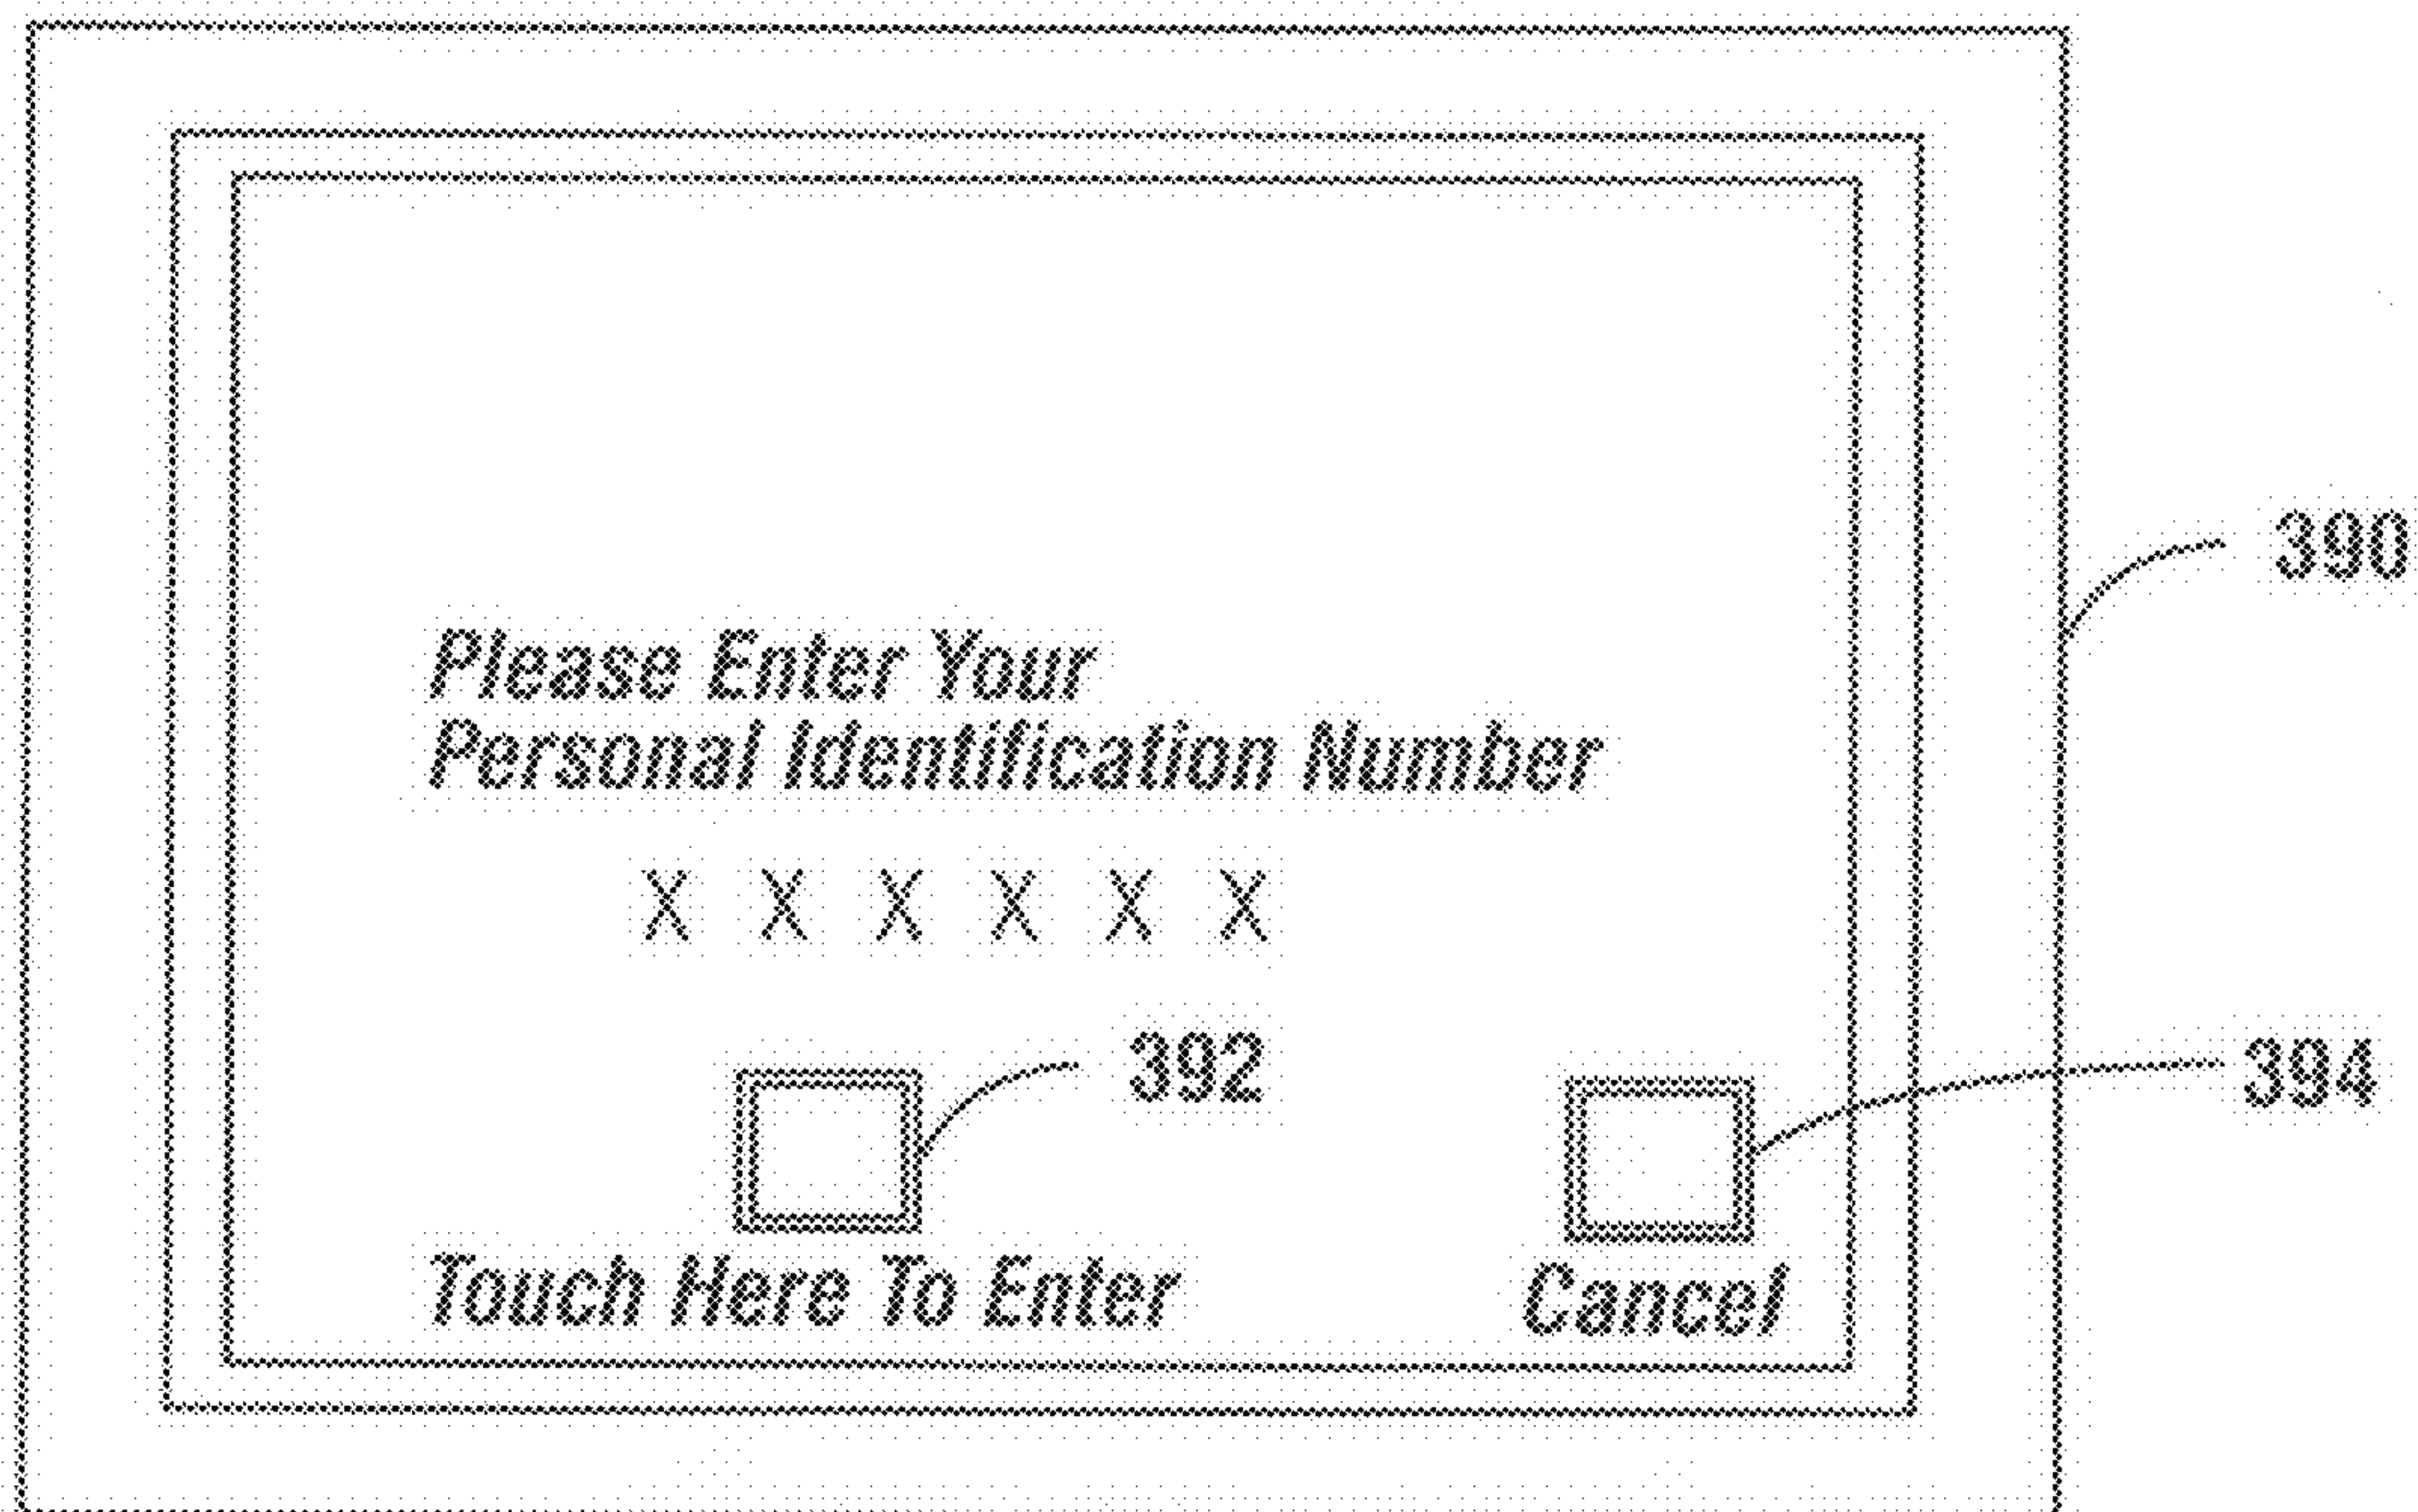 390
Please Enter Your
Personal Identification Number
X X X X X X
392
394
Touch Here To Enter
Cancel